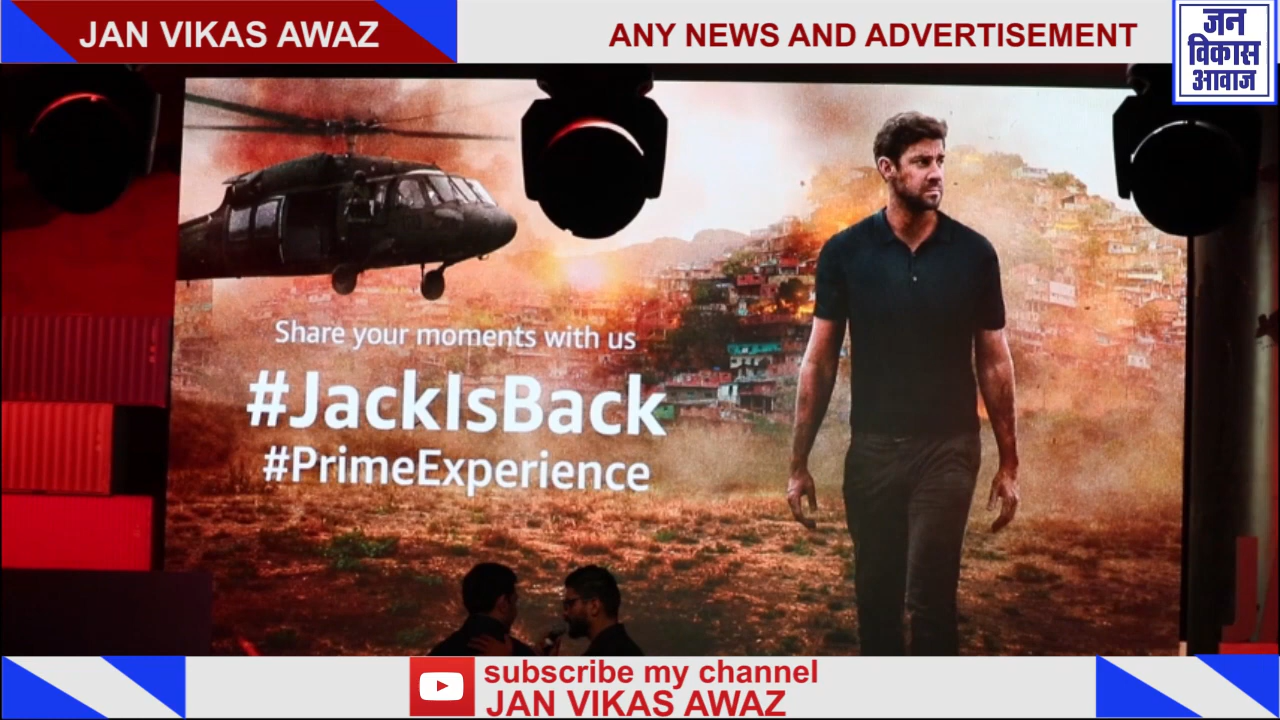 JAN VIKAS AWAZ
ANY NEWS AND ADVERTISEMENT
जन
विकास
आवाज
Share your moments with us
#JackIsBack
#PrimeExperience
subscribe my channel
JAN VIKAS AWAZ